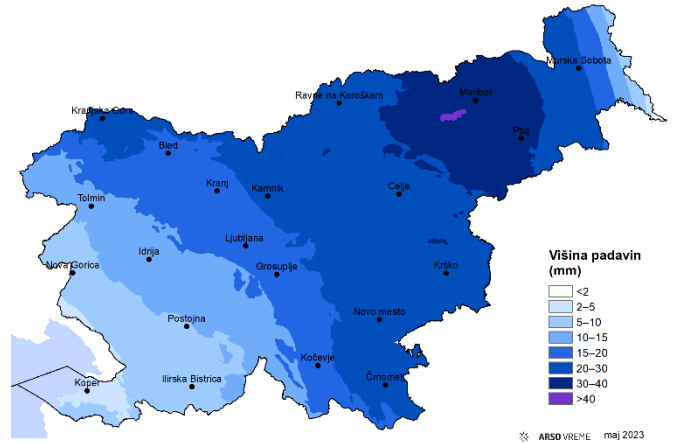 Murska Sobota
Ravne na Koroškem
Maribor
Kranjska Gora
Ptuj
Bled
Kranj
Kamnik
Celje
Tolmin
Ljubljana
Idrija
Nova Gorica
Grosuplje
Krško
Postojna
Novo mesto
Kočevje
Koper
Ilirska Bistrica
Črnomelj
Višina padavin
(mm)
<2
2–5
5–10
10–15
15–20
20–30
30–40
>40
ARSO VREME maj 2023